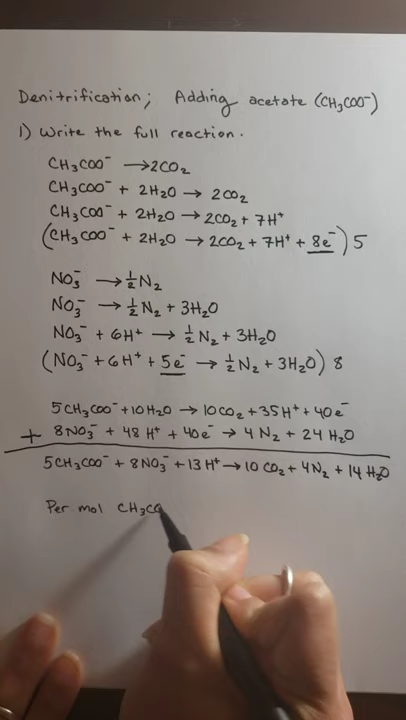 Denitrification; Adding acetate (CH₃COO⁻)
1) Write the full reaction.
CH₃COO⁻ → 2CO₂
CH₃COO⁻ + 2H₂O → 2CO₂
CH₃COO⁻ + 2H₂O → 2CO₂ + 7H⁺
(CH₃COO⁻ + 2H₂O → 2CO₂ + 7H⁺ + 8e⁻) 5
NO₃⁻ → ½N₂
NO₃⁻ → ½N₂ + 3H₂O
NO₃⁻ + 6H⁺ → ½N₂ + 3H₂O
(NO₃⁻ + 6H⁺ + 5e⁻ → ½N₂ + 3H₂O) 8
5CH₃COO⁻ + 10H₂O → 10CO₂ + 35H⁺ + 40e⁻
+ 8NO₃⁻ + 48H⁺ + 40e⁻ → 4N₂ + 24H₂O
5CH₃COO⁻ + 8NO₃⁻ + 13H⁺ → 10CO₂ + 4N₂ + 14H₂O
Per mol CH₃CO